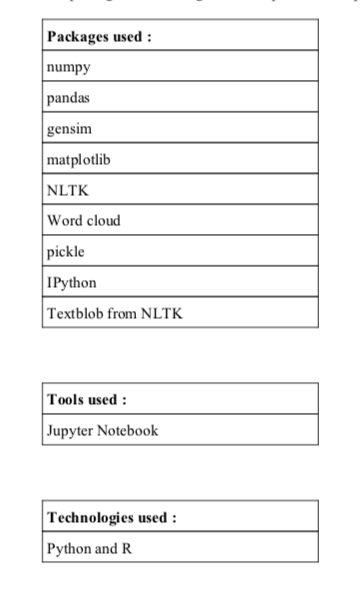 Packages used :
numpy
pandas
gensim
matplotlib
NLTK
Word cloud
pickle
IPython
Textblob from NLTK
Tools used :
Jupyter Notebook
Technologies used :
Python and R